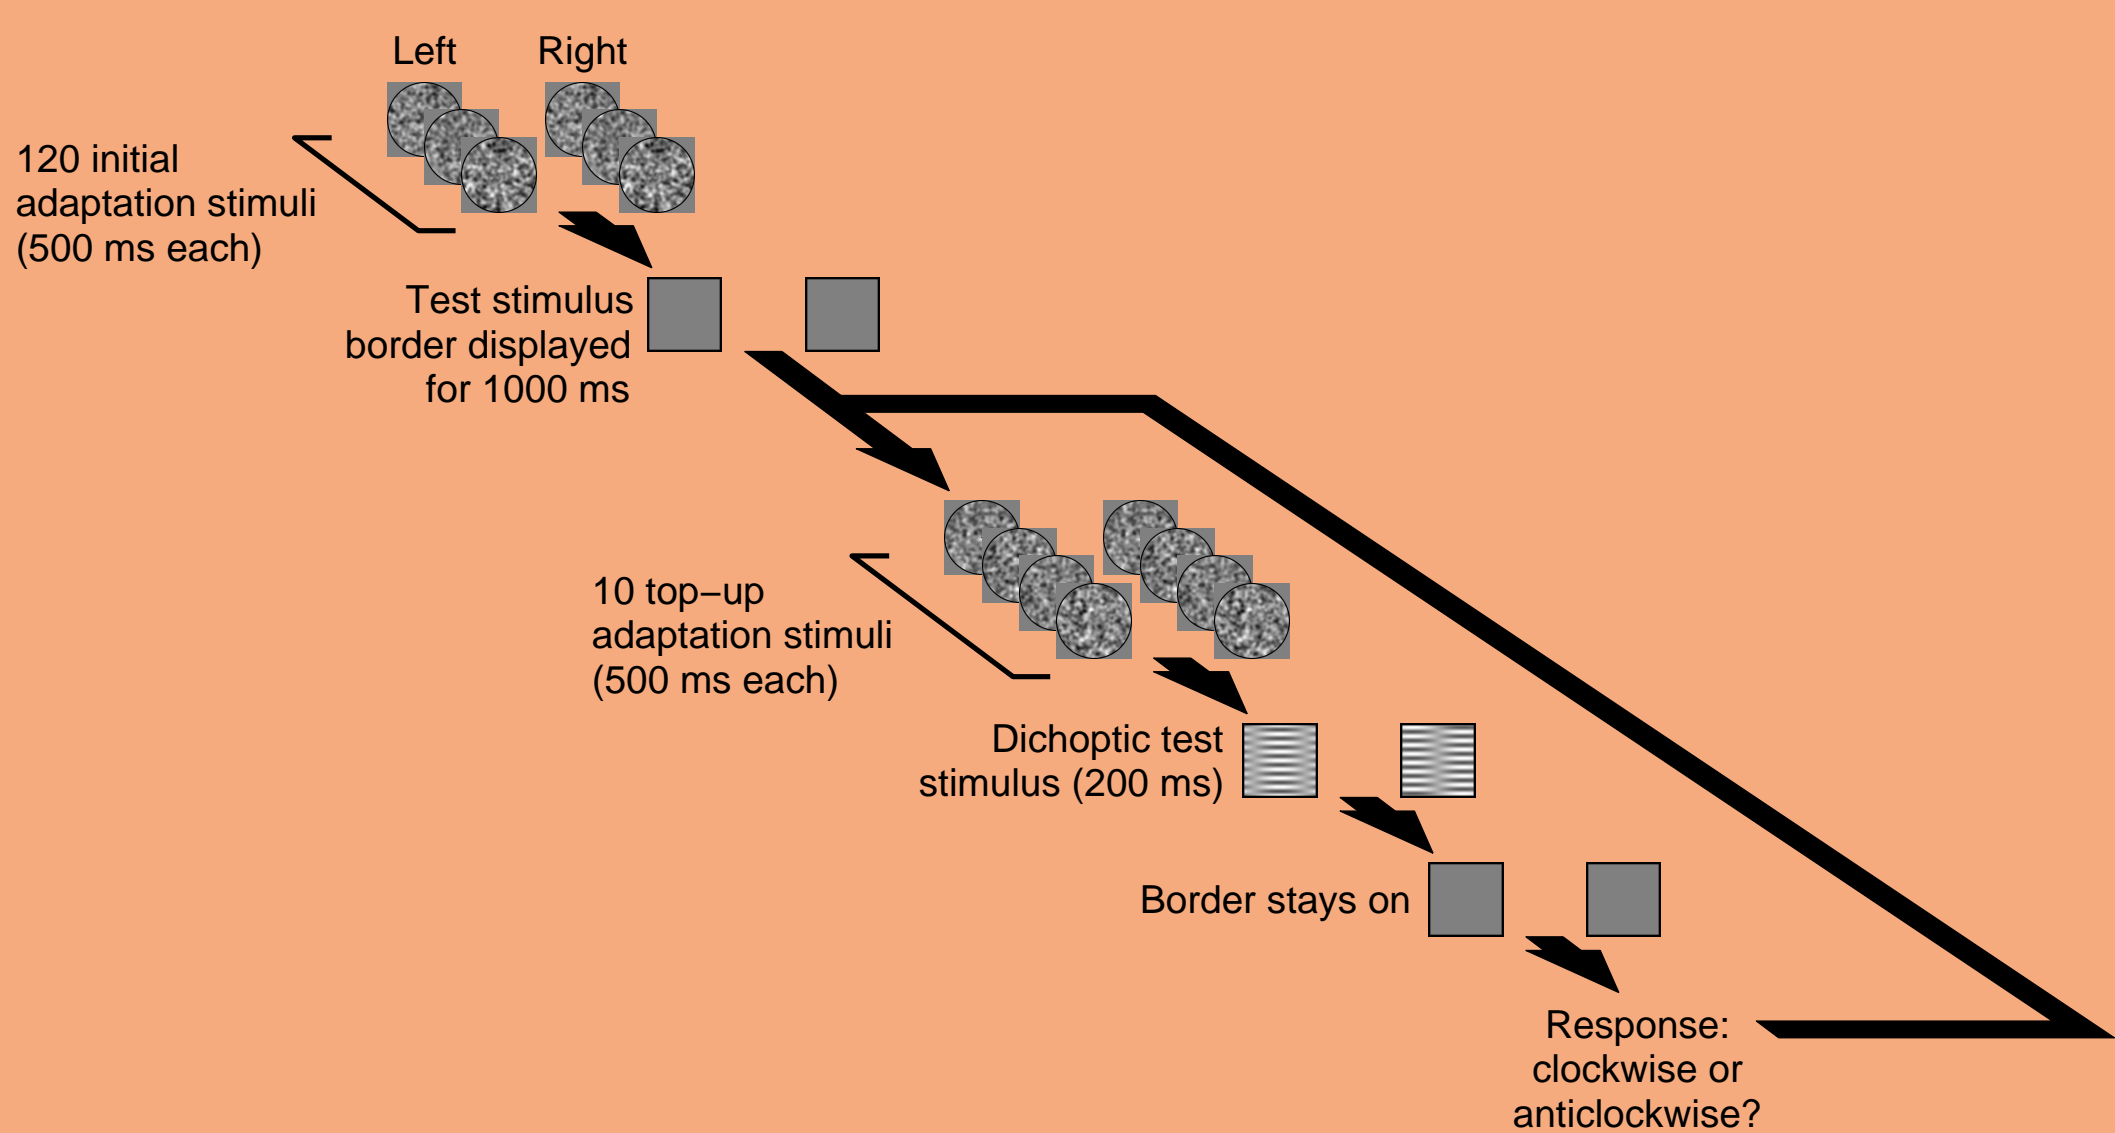 Left Right
120 initial
adaptation stimuli
(500 ms each)
Test stimulus
border displayed
for 1000 ms
10 top−up
adaptation stimuli
(500 ms each)
Dichoptic test
stimulus (200 ms)
Border stays on
Response:
clockwise or
anticlockwise?